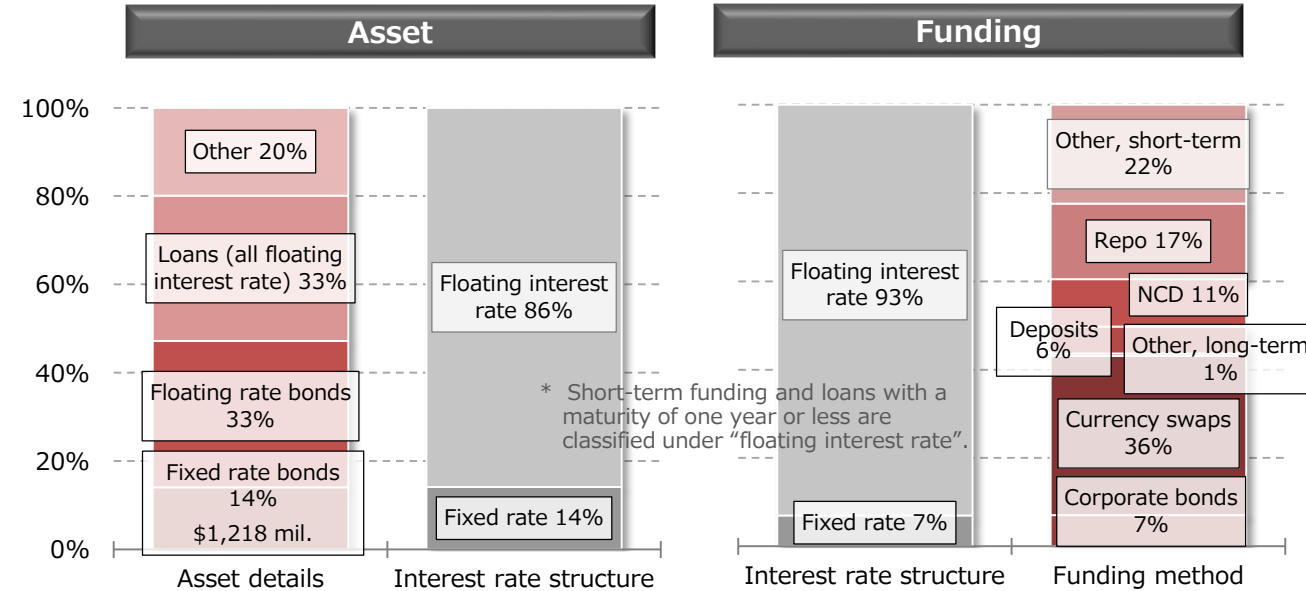 Asset
Funding
100%
80%
60%
40%
20%
0%
Other 20%
Loans (all floating
interest rate) 33%
Floating rate bonds
33%
Fixed rate bonds
14%
$1,218 mil.
Floating interest
rate 86%
Fixed rate 14%
* Short-term funding and loans with a
maturity of one year or less are
classified under “floating interest rate”.
Floating interest
rate 93%
Fixed rate 7%
Other, short-term
22%
Repo 17%
NCD 11%
Deposits
6%
Other, long-term
1%
Currency swaps
36%
Corporate bonds
7%
Asset details
Interest rate structure
Interest rate structure
Funding method